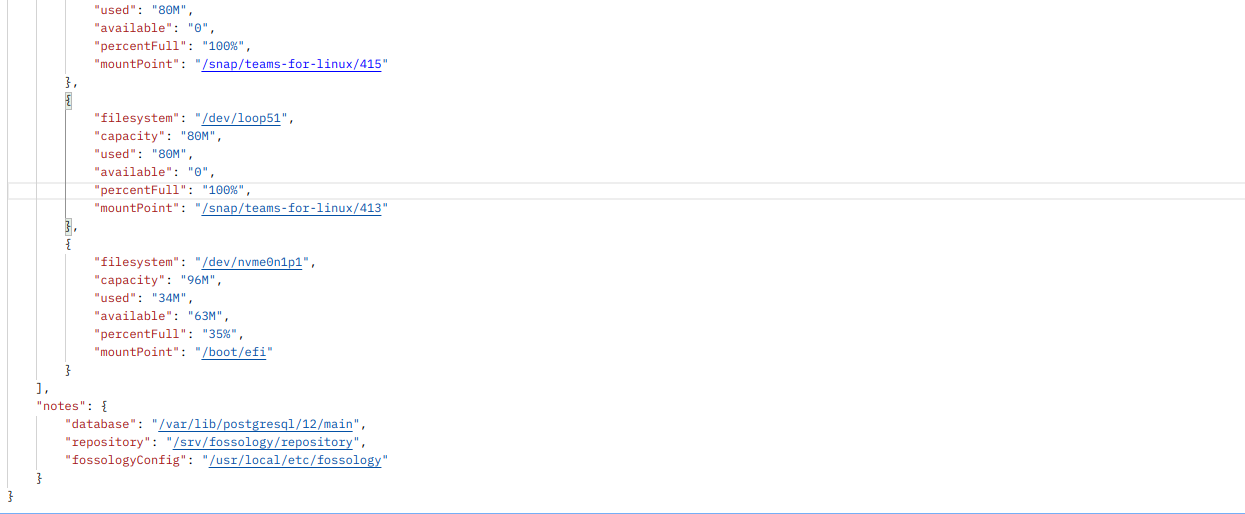 "used": "80M",
"available": "0",
"percentFull": "100%",
"mountPoint": "/snap/teams-for-linux/415"
},
{
"filesystem": "/dev/loop51",
"capacity": "80M",
"used": "80M",
"available": "0",
"percentFull": "100%",
"mountPoint": "/snap/teams-for-linux/413"
},
{
"filesystem": "/dev/nvme0n1p1",
"capacity": "96M",
"used": "34M",
"available": "63M",
"percentFull": "35%",
"mountPoint": "/boot/efi"
}
],
"notes": {
"database": "/var/lib/postgresql/12/main",
"repository": "/srv/fossology/repository",
"fossologyConfig": "/usr/local/etc/fossology"
}
}